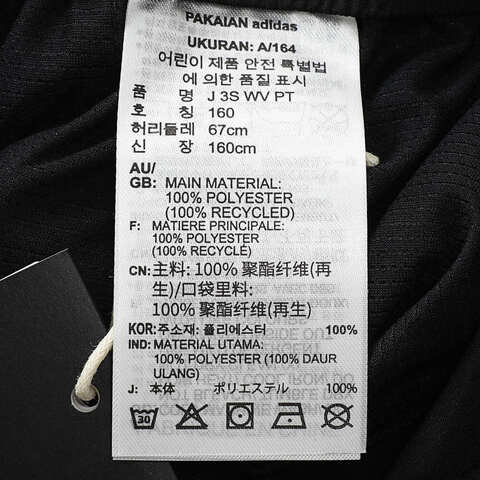 PAKAIAN adidas
UKURAN: A/164
어린이 제품 안전 특별법
에 의한 품질 표시
품 명 J 3S WV PT
호 칭 160
허리둘레 67cm
신 장 160cm
AU/
GB: MAIN MATERIAL:
100% POLYESTER
(100% RECYCLED)
F: MATIERE PRINCIPALE:
100% POLYESTER
(100% RECYCLÉ)
CN: 主料: 100% 聚酯纤维(再
生)/口袋里料:
100% 聚酯纤维(再生)
KOR: 주소재: 폴리에스터 100%
IND: MATERIAL UTAMA:
100% POLYESTER (100% DAUR
ULANG)
J: 本体 ポリエステル 100%
30